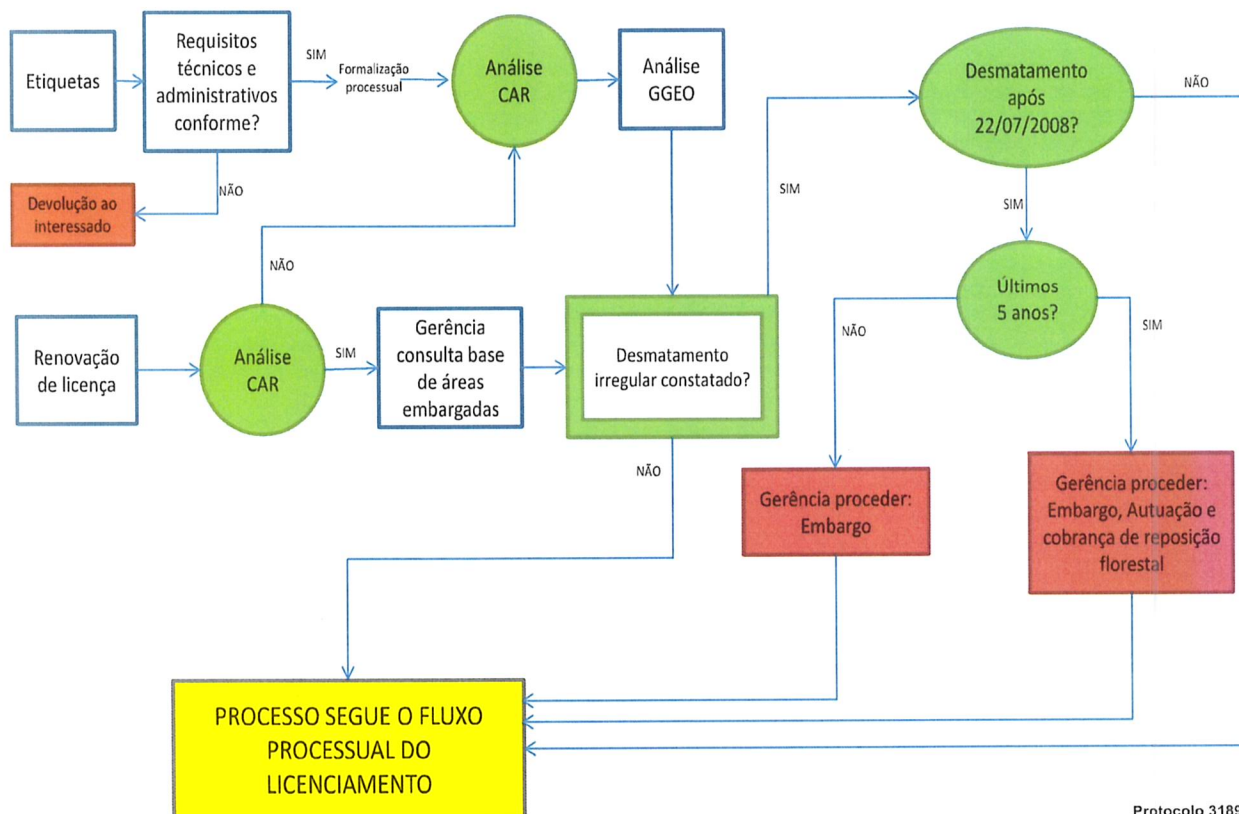 Etiquetas
Requisitos
técnicos e
administrativos
conforme?
SIM
Formalização
processual
Análise
CAR
Análise
GGEO
Desmatamento
após
22/07/2008?
NÃO
NÃO
Devolução ao
interessado
SIM
SIM
NÃO
Renovação
de licença
Análise
CAR
SIM
Gerência
consulta base
de áreas
embargadas
Desmatamento
irregular constatado?
Últimos
5 anos?
NÃO
SIM
NÃO
Gerência proceder:
Embargo
Gerência proceder:
Embargo, Autuação e
cobrança de reposição
florestal
PROCESSO SEGUE O FLUXO
PROCESSUAL DO
LICENCIAMENTO
Protocolo 3189